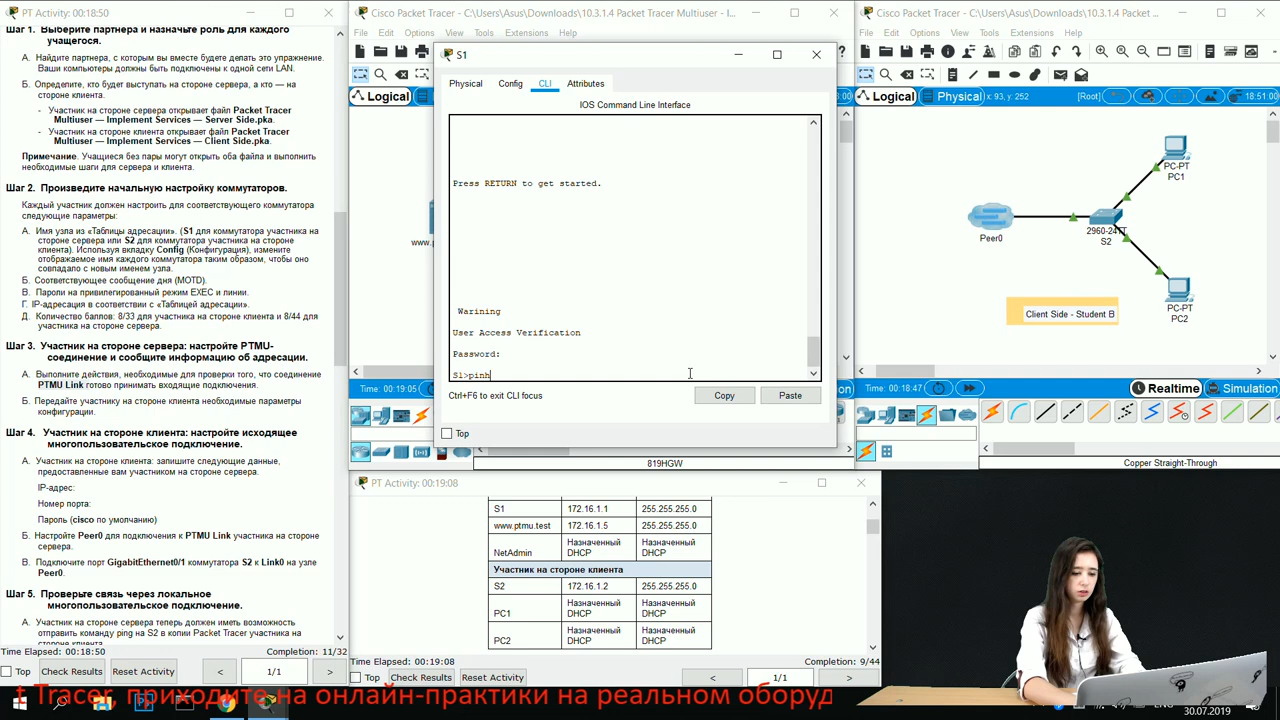 PT Activity: 00:18:50
Шаг 1. Выберите партнера и назначьте роль для каждого
учащегося.
А. Найдите партнера, с которым вы вместе будете делать это упражнение.
Ваши компьютеры должны быть подключены к одной сети LAN.
Б. Определите, кто будет выступать на стороне сервера, а кто — на
стороне клиента.
- Участник на стороне сервера открывает файл Packet Tracer
Multiuser — Implement Services — Server Side.pka.
- Участник на стороне клиента открывает файл Packet Tracer
Multiuser — Implement Services — Client Side.pka.
Примечание. Учащиеся без пары могут открыть оба файла и выполнить
необходимые шаги для сервера и клиента.
Шаг 2. Произведите начальную настройку коммутаторов.
Каждый участник должен настроить для соответствующего коммутатора
следующие параметры:
А. Имя узла из «Таблицы адресации». (S1 для коммутатора участника на
стороне сервера или S2 для коммутатора участника на стороне
клиента). Используя вкладку Config (Конфигурация), измените
отображаемое имя каждого коммутатора таким образом, чтобы оно
совпадало с новым именем узла.
Б. Соответствующее сообщение дня (MOTD).
В. Пароли на привилегированный режим EXEC и линии.
Г. IP-адресация в соответствии с «Таблицей адресации».
Д. Количество баллов: 8/33 для участника на стороне клиента и 8/44 для
участника на стороне сервера.
Шаг 3. Участник на стороне сервера: настройте PTMU-
соединение и сообщите информацию об адресации.
А. Выполните действия, необходимые для проверки того, что соединение
PTMU Link готово принимать входящие подключения.
Б. Передайте участнику на стороне клиента необходимые параметры
конфигурации.
Шаг 4. Участник на стороне клиента: настройте исходящее
многопользовательское подключение.
А. Участник на стороне клиента: запишите следующие данные,
предоставленные вам участником на стороне сервера.
IP-адрес:
Номер порта:
Пароль (cisco по умолчанию)
Б. Настройте Peer0 для подключения к PTMU Link участника на стороне
сервера.
В. Подключите порт GigabitEthernet0/1 коммутатора S2 к Link0 на узле
Peer0.
Шаг 5. Проверьте связь через локальное
многопользовательское подключение.
А. Участник на стороне сервера теперь должен иметь возможность
отправить команду ping на S2 в копии Packet Tracer участника на
стороне клиента.
Time Elapsed: 00:18:50 Completion: 11/32
Top Check Results Reset Activity < 1/1 >
Cisco Packet Tracer - C:\Users\Asus\Downloads\10.3.1.4 Packet Tracer Multiuser - I...
File Edit Options View Tools Extensions Help
Logical
www.p
Time: 00:19:05
819HGW
S1
Physical Config CLI Attributes
IOS Command Line Interface
Press RETURN to get started.
Warining
User Access Verification
Password:
S1>pinh
Ctrl+F6 to exit CLI focus
Copy Paste
Top
Cisco Packet Tracer - C:\Users\Asus\Downloads\10.3.1.4 Packet ...
File Edit Options View Tools Extensions Help
Logical Physical x: 93, y: 252 [Root] 18:51:00
PC-PT
PC1
Peer0
2960-24TT
S2
PC-PT
PC2
Client Side - Student B
Time: 00:18:47 Realtime Simulation
Copper Straight-Through
PT Activity: 00:19:08
S1 172.16.1.1 255.255.255.0
www.ptmu.test 172.16.1.5 255.255.255.0
NetAdmin Назначенный DHCP Назначенный DHCP
Участник на стороне клиента
S2 172.16.1.2 255.255.255.0
PC1 Назначенный DHCP Назначенный DHCP
PC2 Назначенный DHCP Назначенный DHCP
Time Elapsed: 00:19:08 Completion: 9/44
Top Check Results Reset Activity < 1/1 >
t Tracer, приходите на онлайн-практики на реальном оборуд
ENG
30.07.2019